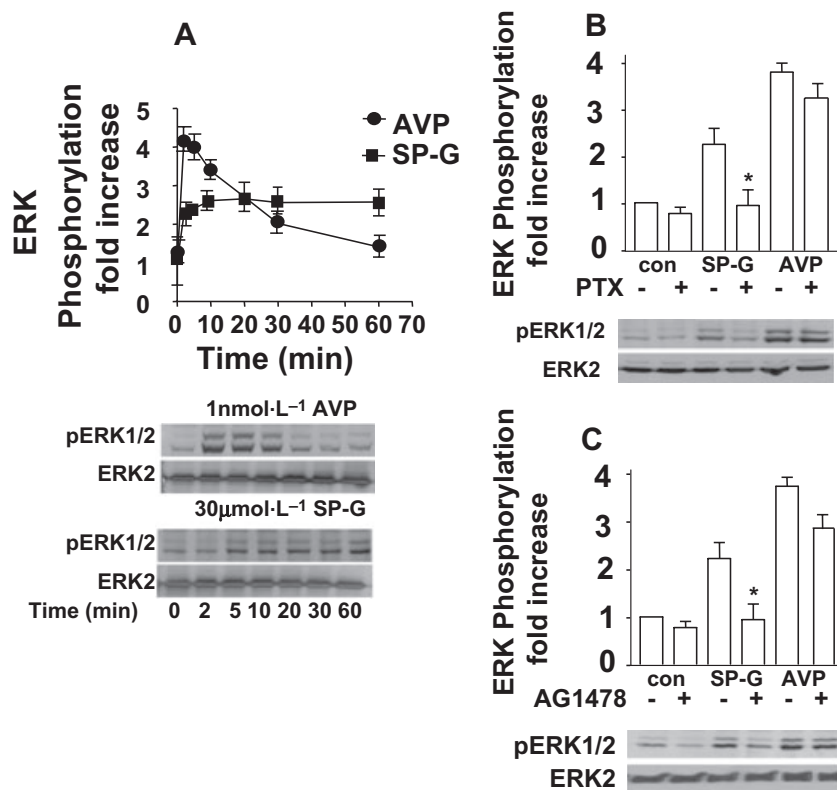 A
ERK
Phosphorylation
fold increase
5
4
3
2
1
0
AVP
SP-G
0 10 20 30 40 50 60 70
Time (min)
1nmol·L−1 AVP
pERK1/2
ERK2
30μmol·L−1 SP-G
pERK1/2
ERK2
Time (min) 0 2 5 10 20 30 60
B
ERK Phosphorylation
fold increase
4
3
2
1
0
*
con SP-G AVP
PTX - + - + - +
pERK1/2
ERK2
C
ERK Phosphorylation
fold increase
4
3
2
1
0
*
con SP-G AVP
AG1478 - + - + - +
pERK1/2
ERK2